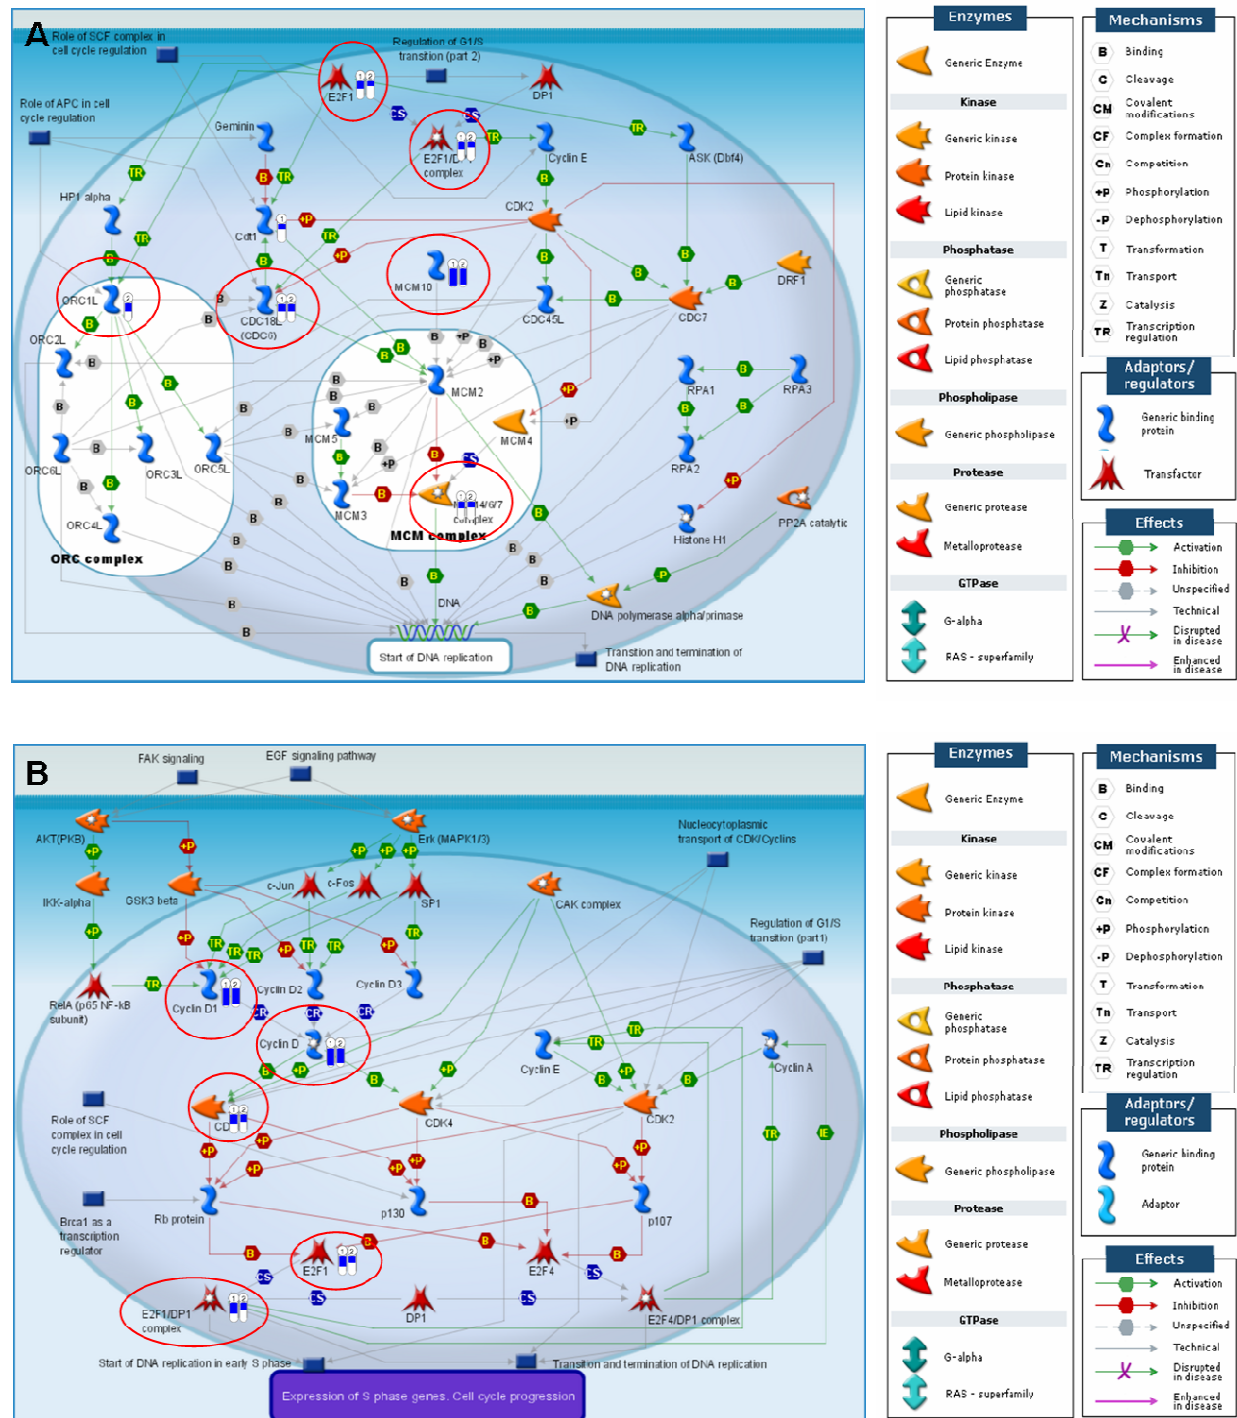 A
Role of SCF complex in
cell cycle regulation
Regulation of G1/S
transition (part 2)
E2F1
DP1
Role of APC in cell
cycle regulation
Geminin
E2F1/D
complex
Cyclin E
ASK (Dbf4)
HP1 alpha
Cdt1
CDK2
MCM10
DRF1
ORC1L
CDC18L
(CDC6)
CDC45L
CDC7
ORC2L
MCM2
RPA1
RPA3
MCM5
MCM4
ORC6L
ORC3L
ORC5L
RPA2
MCM3
4/6/7
complex
PP2A catalytic
ORC4L
Histone H1
MCM complex
ORC complex
DNA
DNA polymerase alpha/primase
Start of DNA replication
Transition and termination of
DNA replication
Enzymes
Generic Enzyme
Kinase
Generic kinase
Protein kinase
Lipid kinase
Phosphatase
Generic
phosphatase
Protein phosphatase
Lipid phosphatase
Phospholipase
Generic phospholipase
Protease
Generic protease
Metalloprotease
GTPase
G-alpha
RAS - superfamily
Mechanisms
B Binding
C Cleavage
CM Covalent
modifications
CF Complex formation
Cn Competition
+P Phosphorylation
-P Dephosphorylation
T Transformation
Tn Transport
Z Catalysis
TR Transcription
regulation
Adaptors/
regulators
Generic binding
protein
Transfactor
Effects
Activation
Inhibition
Unspecified
Technical
Disrupted
in disease
Enhanced
in disease
B
FAK signaling
EGF signaling pathway
AKT(PKB)
Erk (MAPK1/3)
Nucleocytoplasmic
transport of CDK/Cyclins
IKK-alpha
GSK3 beta
c-Jun
c-Fos
SP1
CAK complex
Regulation of G1/S
transition (part1)
RelA (p65 NF-kB
subunit)
Cyclin D1
Cyclin D2
Cyclin D3
Cyclin D
Cyclin E
Cyclin A
CD
CDK4
CDK2
Role of SCF
complex in cell
cycle regulation
Rb protein
p130
p107
Brca1 as a
transcription
regulator
E2F1
E2F4
E2F1/DP1
complex
DP1
E2F4/DP1 complex
Start of DNA replication in early S phase
Transition and termination of DNA replication
Expression of S phase genes. Cell cycle progression
Enzymes
Generic Enzyme
Kinase
Generic kinase
Protein kinase
Lipid kinase
Phosphatase
Generic
phosphatase
Protein phosphatase
Lipid phosphatase
Phospholipase
Generic phospholipase
Protease
Generic protease
Metalloprotease
GTPase
G-alpha
RAS - superfamily
Mechanisms
B Binding
C Cleavage
CM Covalent
modifications
CF Complex formation
Cn Competition
+P Phosphorylation
-P Dephosphorylation
T Transformation
Tn Transport
Z Catalysis
TR Transcription
regulation
Adaptors/
regulators
Generic binding
protein
Adaptor
Effects
Activation
Inhibition
Unspecified
Technical
Disrupted
in disease
Enhanced
in disease